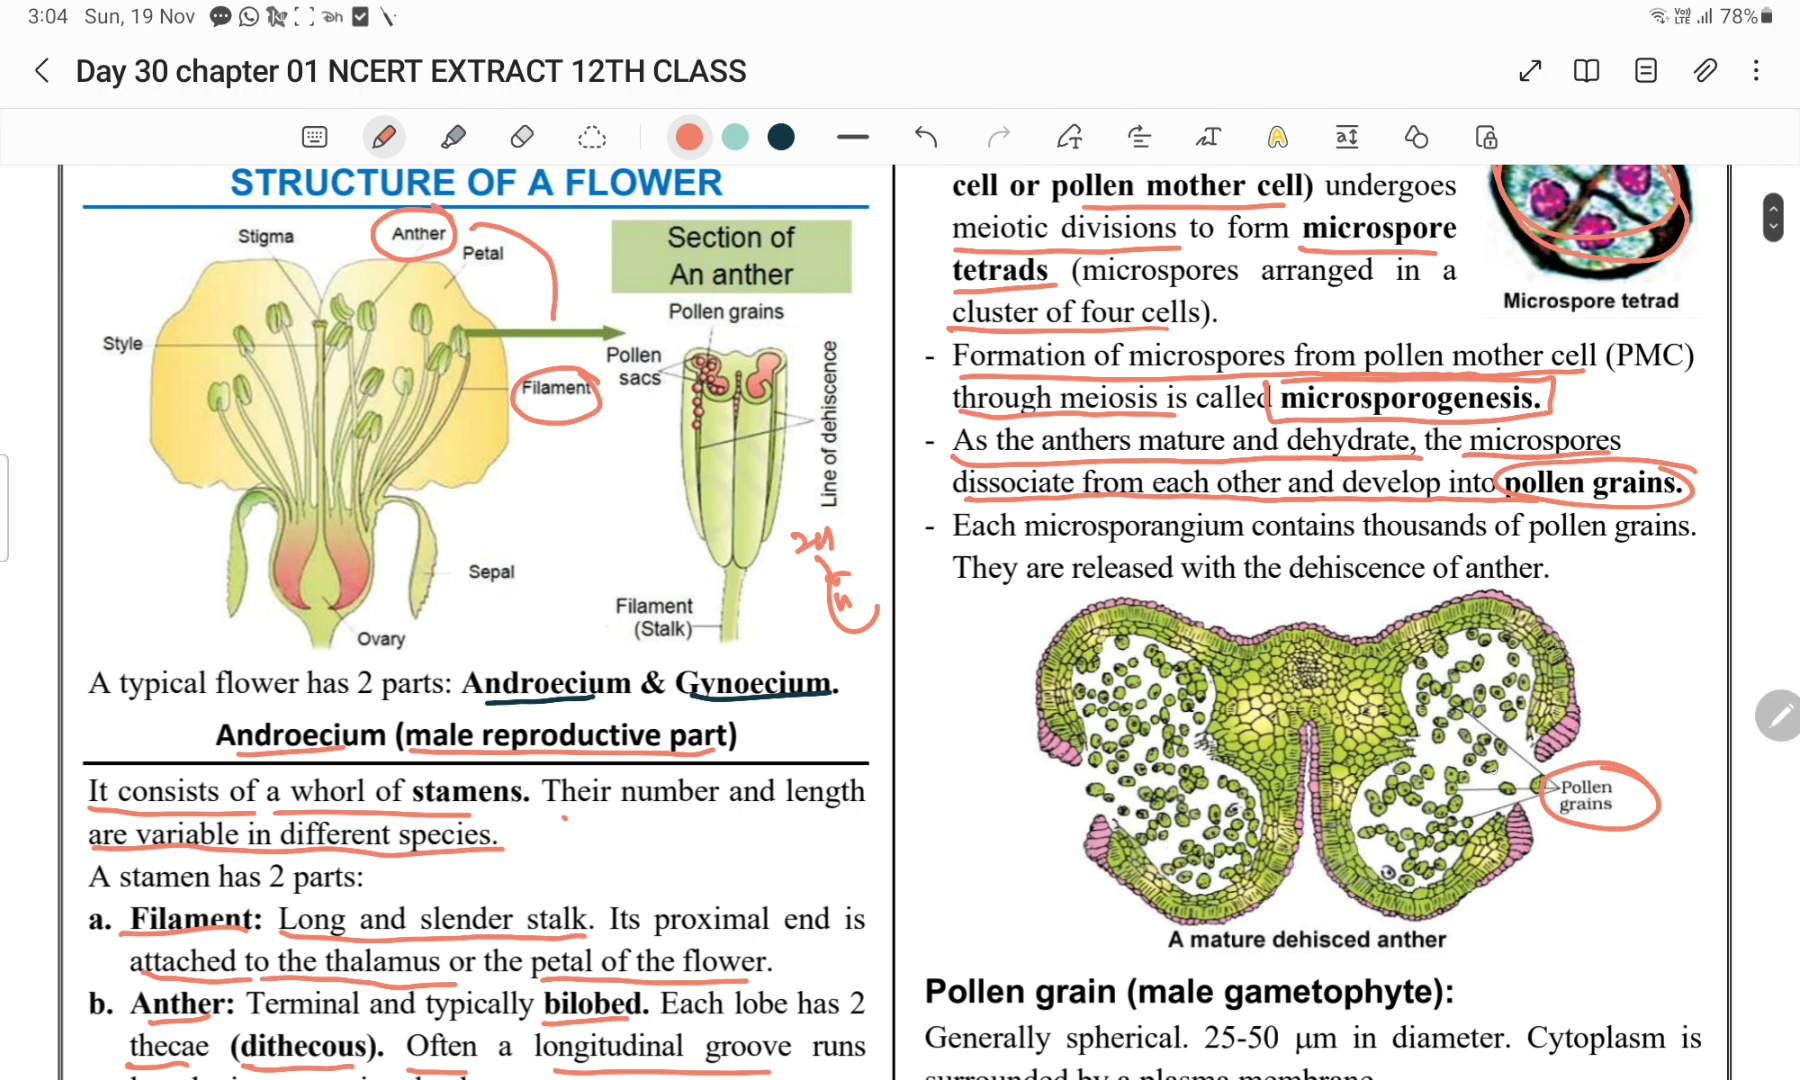 3:04 Sun, 19 Nov
78%
Day 30 chapter 01 NCERT EXTRACT 12TH CLASS
STRUCTURE OF A FLOWER
Stigma
Anther
Petal
Style
Filament
Sepal
Ovary
Section of
An anther
Pollen grains
Pollen
sacs
Line of dehiscence
Filament
(Stalk)
A typical flower has 2 parts: Androecium & Gynoecium.
Androecium (male reproductive part)
It consists of a whorl of stamens. Their number and length
are variable in different species.
A stamen has 2 parts:
a. Filament: Long and slender stalk. Its proximal end is
attached to the thalamus or the petal of the flower.
b. Anther: Terminal and typically bilobed. Each lobe has 2
thecae (dithecous). Often a longitudinal groove runs
cell or pollen mother cell) undergoes
meiotic divisions to form microspore
tetrads (microspores arranged in a
cluster of four cells).
Microspore tetrad
- Formation of microspores from pollen mother cell (PMC)
through meiosis is called microsporogenesis.
- As the anthers mature and dehydrate, the microspores
dissociate from each other and develop into pollen grains.
- Each microsporangium contains thousands of pollen grains.
They are released with the dehiscence of anther.
Pollen
grains
A mature dehisced anther
Pollen grain (male gametophyte):
Generally spherical. 25-50 μm in diameter. Cytoplasm is
surrounded by a plasma membrane.